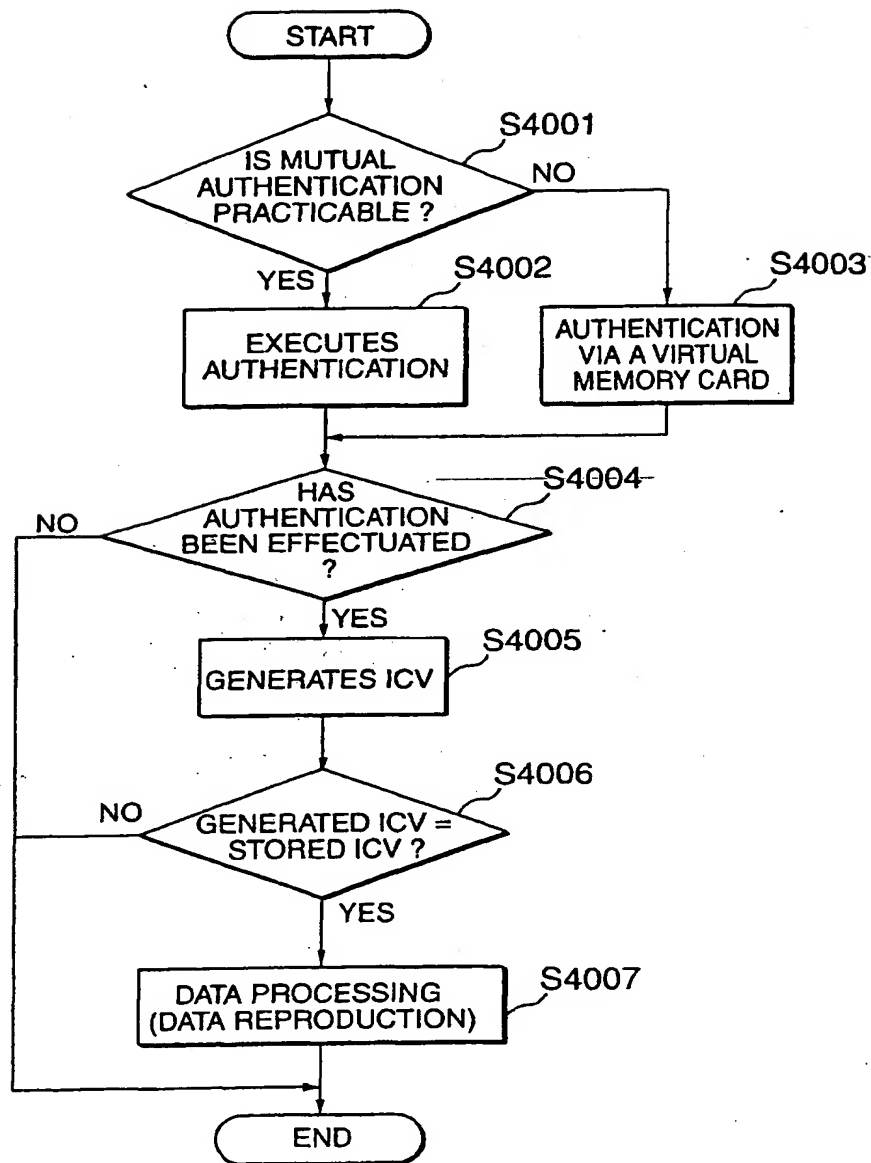 START
S4001
IS MUTUAL
AUTHENTICATION
PRACTICABLE ?
NO
YES
S4002
S4003
EXECUTES
AUTHENTICATION
AUTHENTICATION
VIA A VIRTUAL
MEMORY CARD
S4004
HAS
AUTHENTICATION
BEEN EFFECTUATED
?
NO
YES
S4005
GENERATES ICV
S4006
NO
GENERATED ICV =
STORED ICV ?
YES
S4007
DATA PROCESSING
(DATA REPRODUCTION)
END